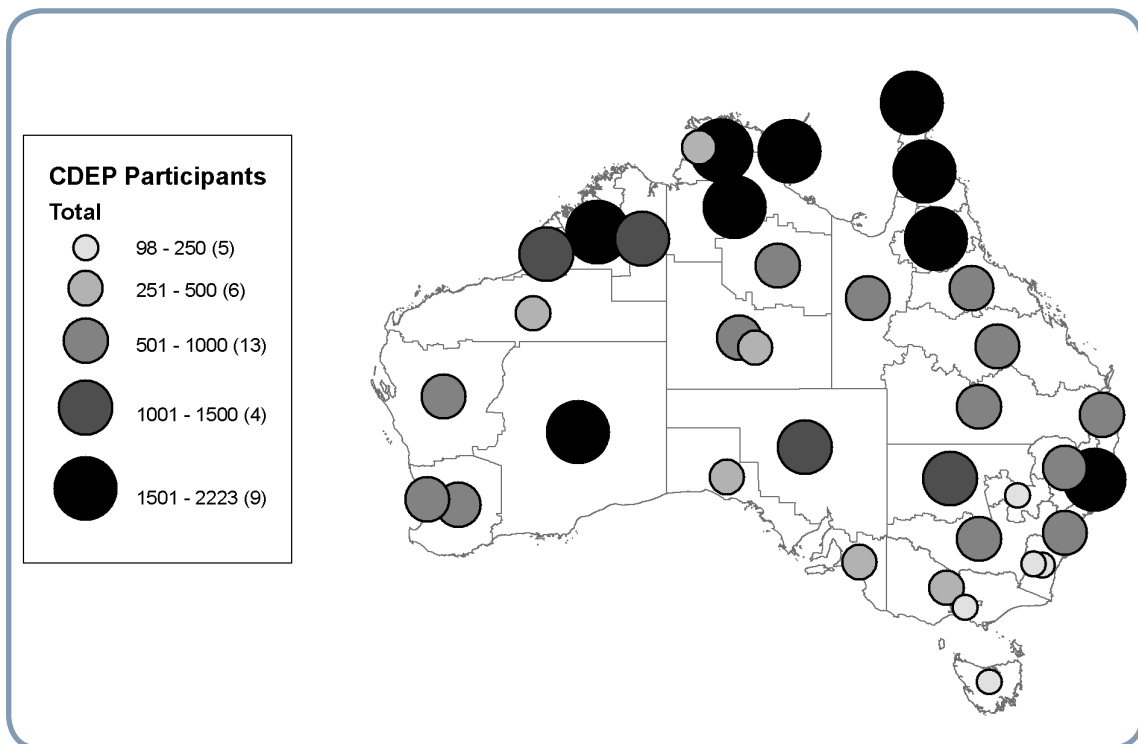 CDEP Participants
Total
98 - 250 (5)
251 - 500 (6)
501 - 1000 (13)
1001 - 1500 (4)
1501 - 2223 (9)